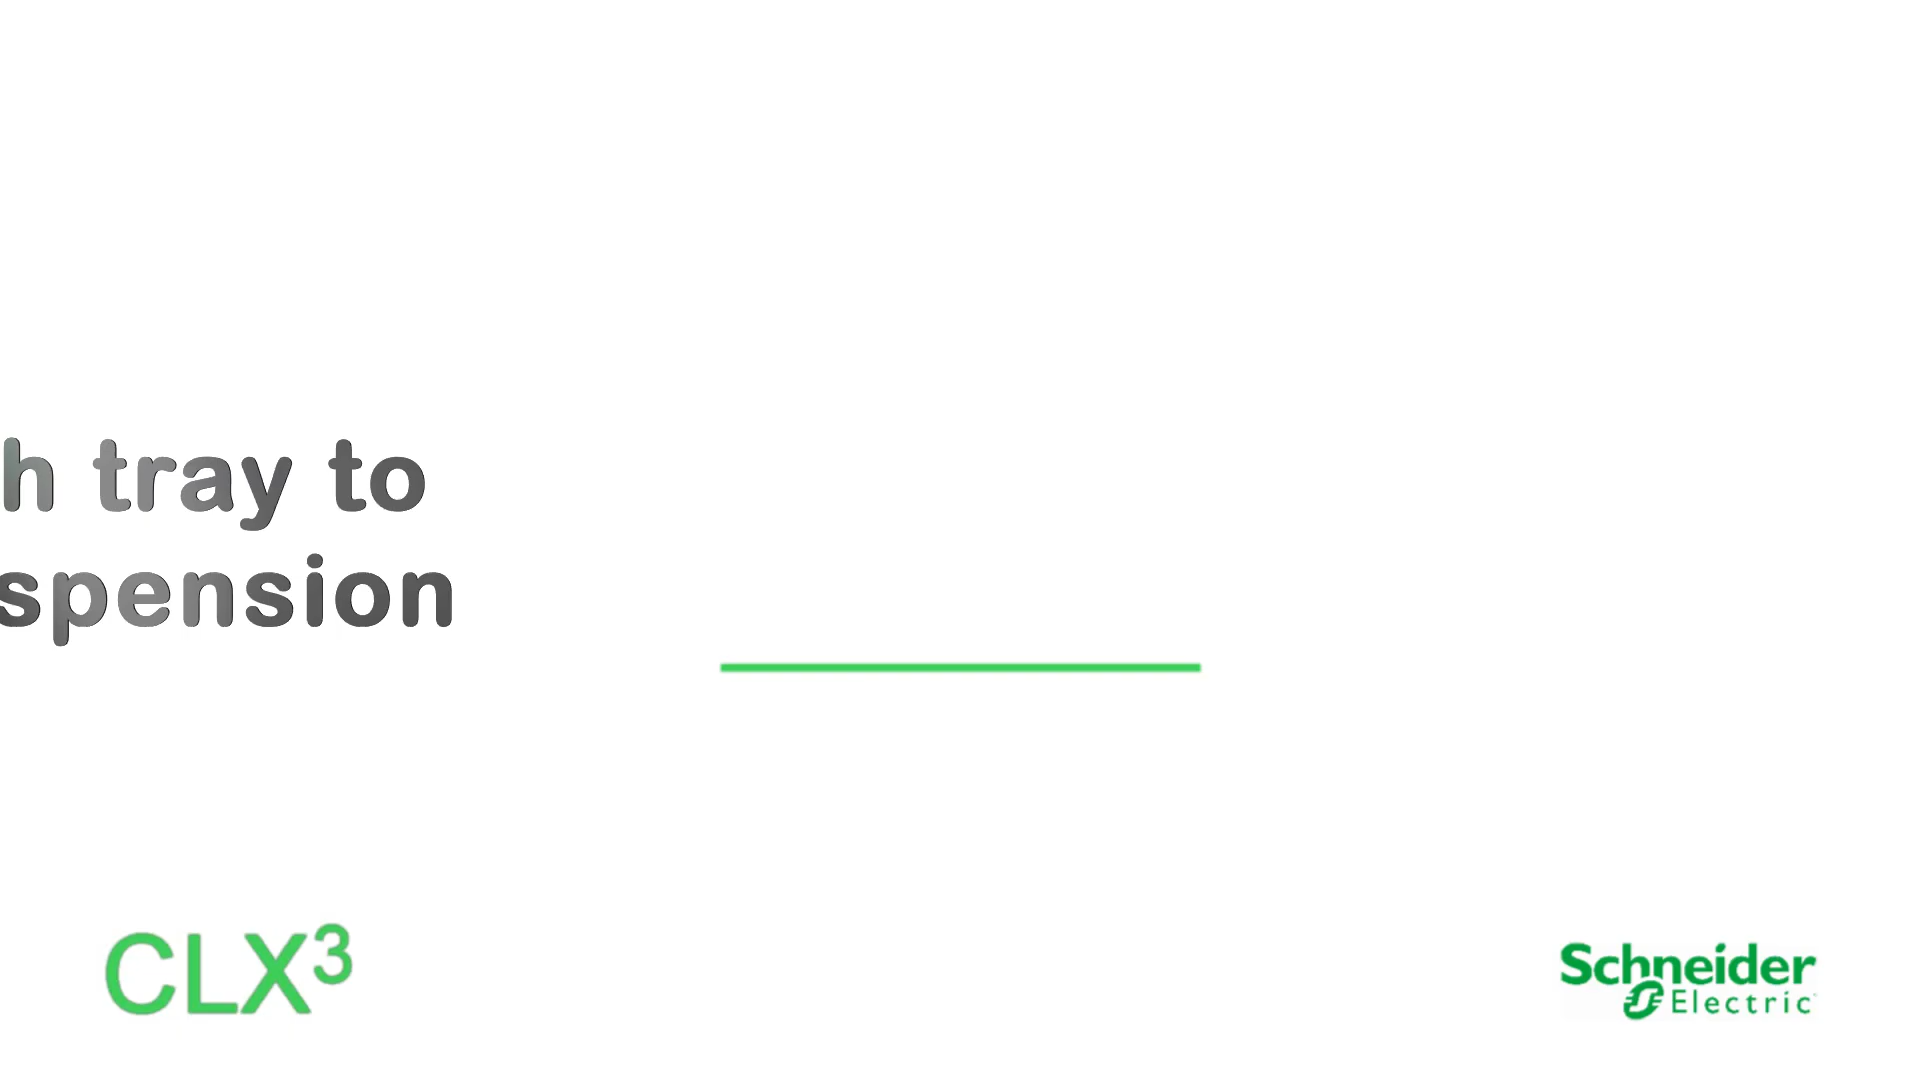 h tray to
spension
CLX³
Schneider
Electric